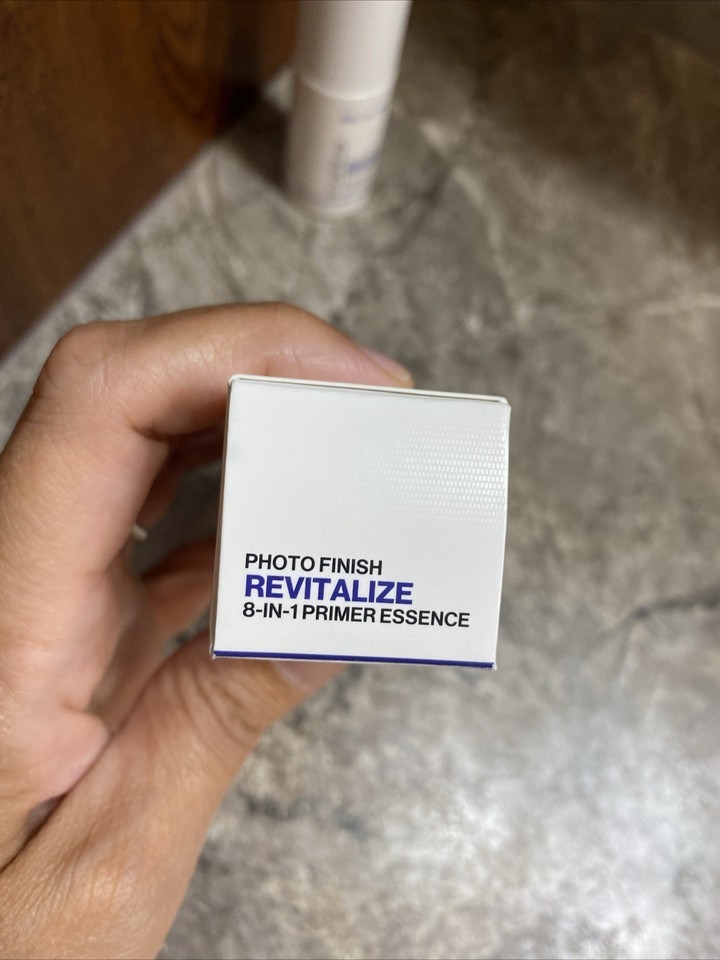 PHOTO FINISH
REVITALIZE
8-IN-1 PRIMER ESSENCE